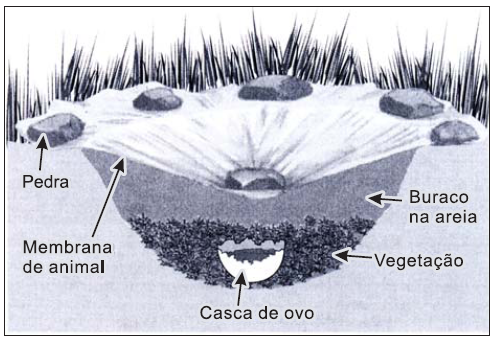 Pedra
Membrana
de animal
Casca de ovo
Buraco
na areia
Vegetação